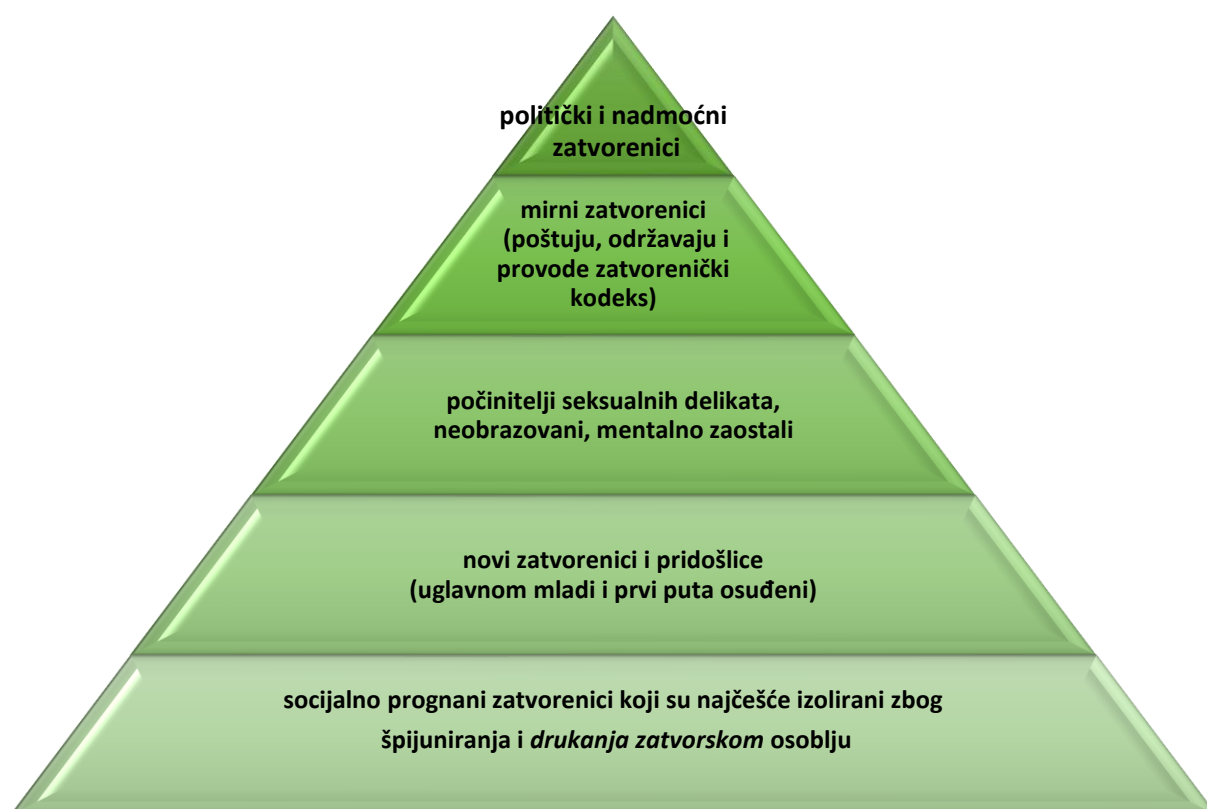 politički i nadmoćni
zatvorenici
mirni zatvorenici
(poštuju, održavaju i
provode zatvorenički
kodeks)
počinitelji seksualnih delikata,
neobrazovani, mentalno zaostali
novi zatvorenici i pridošlice
(uglavnom mladi i prvi puta osuđeni)
socijalno prognani zatvorenici koji su najčešće izolirani zbog
špijuniranja i drukanja zatvorskom osoblju